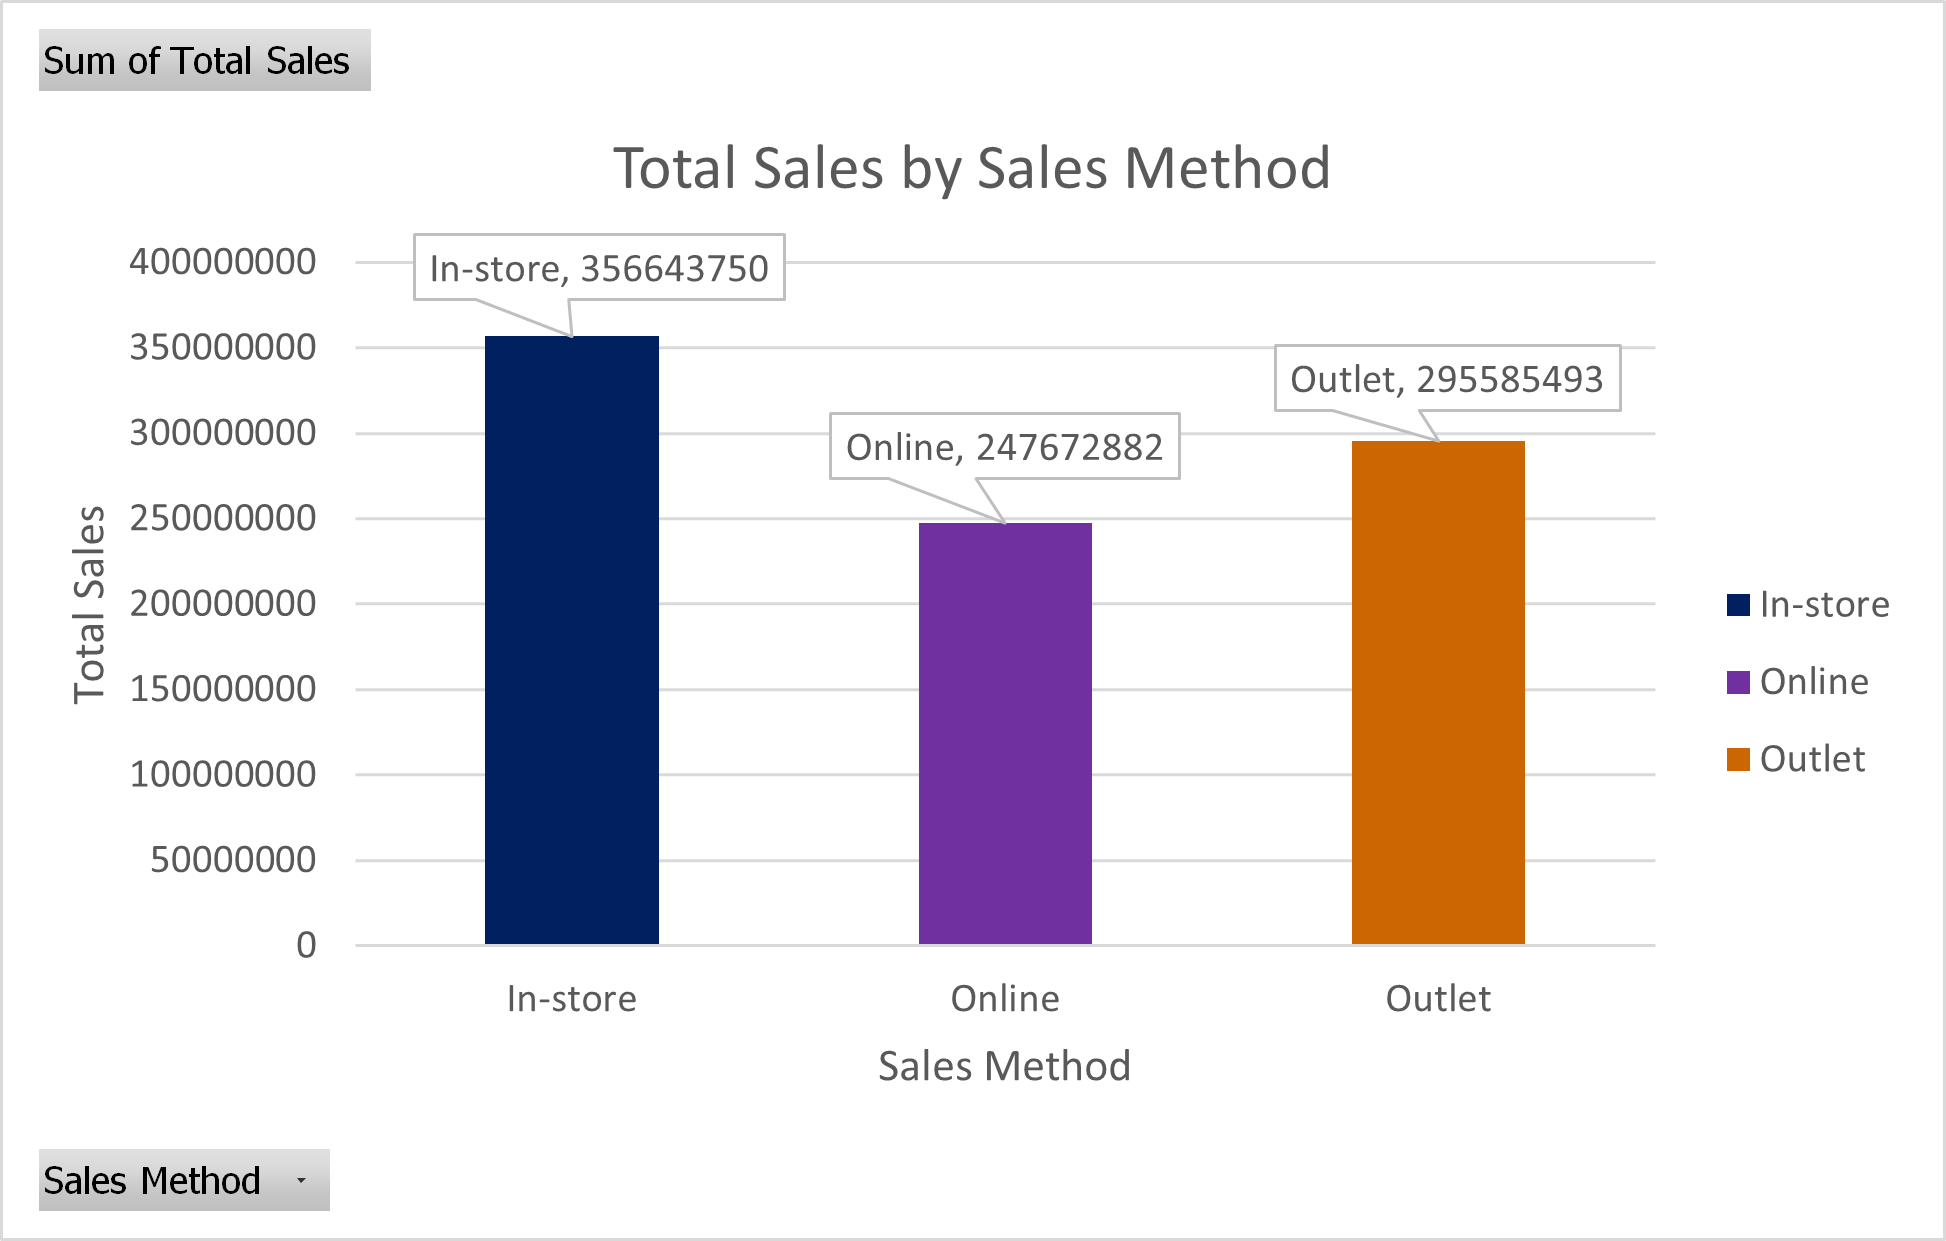 Sum of Total Sales
Total Sales by Sales Method
400000000
350000000
300000000
250000000
200000000
150000000
100000000
50000000
0
Total Sales
In-store, 356643750
Online, 247672882
Outlet, 295585493
In-store
Online
Outlet
Sales Method
In-store
Online
Outlet
Sales Method